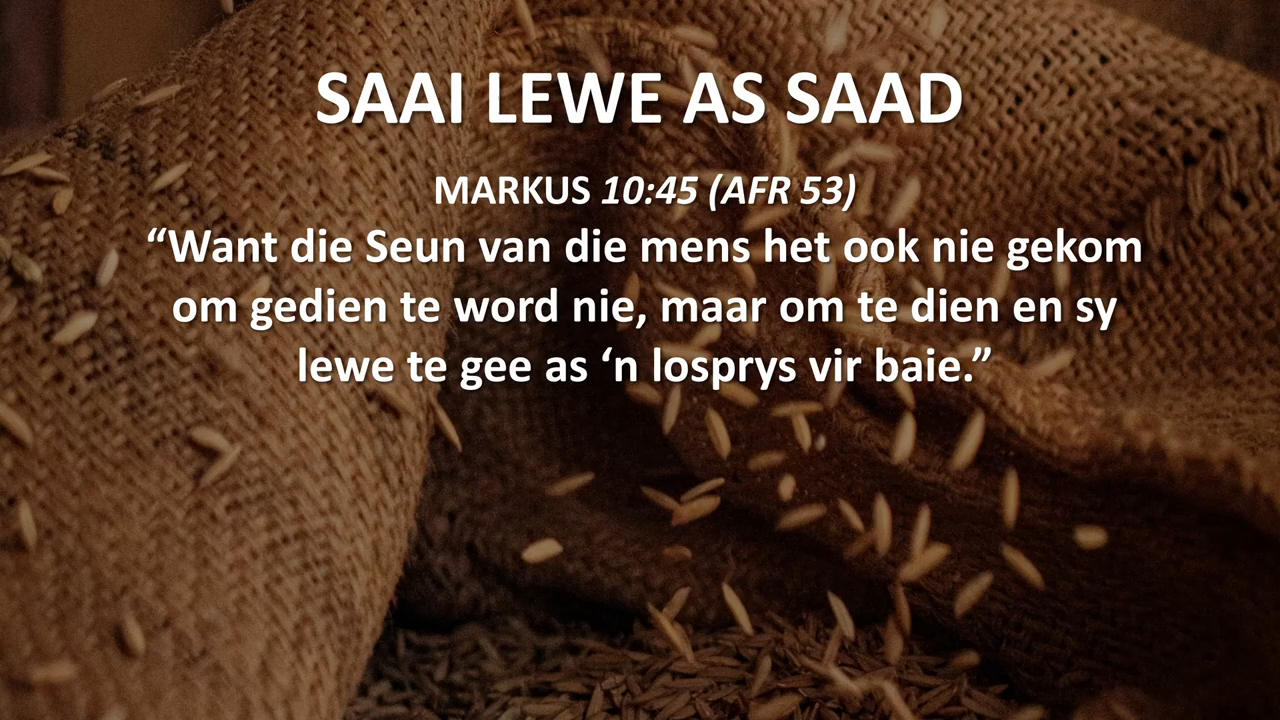 SAAI LEWE AS SAAD
MARKUS 10:45 (AFR 53)
“Want die Seun van die mens het ook nie gekom
om gedien te word nie, maar om te dien en sy
lewe te gee as ‘n losprys vir baie.”